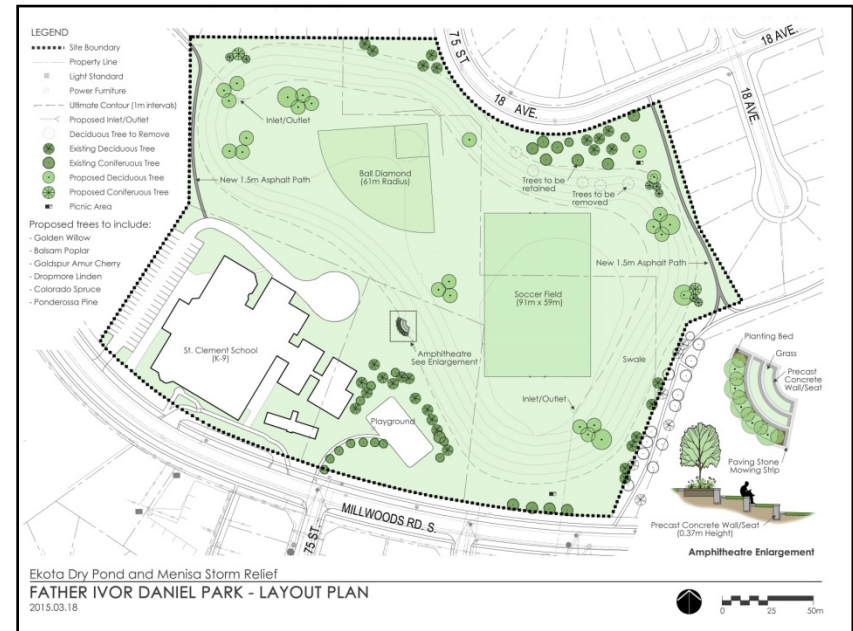 LEGEND
Site Boundary
Property Line
Light Standard
Power Furniture
Ultimate Contour (1m intervals)
Proposed Inlet/Outlet
Deciduous Tree to Remove
Existing Deciduous Tree
Existing Coniferuous Tree
Proposed Deciduous Tree
Proposed Coniferuous Tree
Picnic Area
Proposed trees to include:
- Golden Willow
- Balsam Poplar
- Goldspur Amur Cherry
- Dropmore Linden
- Colorado Spruce
- Ponderossa Pine
75 ST
18 AVE.
18 AVE.
18 AVE.
Inlet/Outlet
New 1.5m Asphalt Path
Ball Diamond
(61m Radius)
Trees to be
retained
Trees to be
removed
New 1.5m Asphalt Path
Soccer Field
(91m x 59m)
St. Clement School
(K-9)
Amphitheatre
See Enlargement
Swale
Inlet/Outlet
Playground
MILLWOODS RD. S.
75 ST.
Planting Bed
Grass
Precast
Concrete
Wall/Seat
Paving Stone
Mowing Strip
Precast Concrete Wall/Seat
(0.37m Height)
Amphitheatre Enlargement
Ekota Dry Pond and Menisa Storm Relief
FATHER IVOR DANIEL PARK - LAYOUT PLAN
2015.03.18
0 25 50m